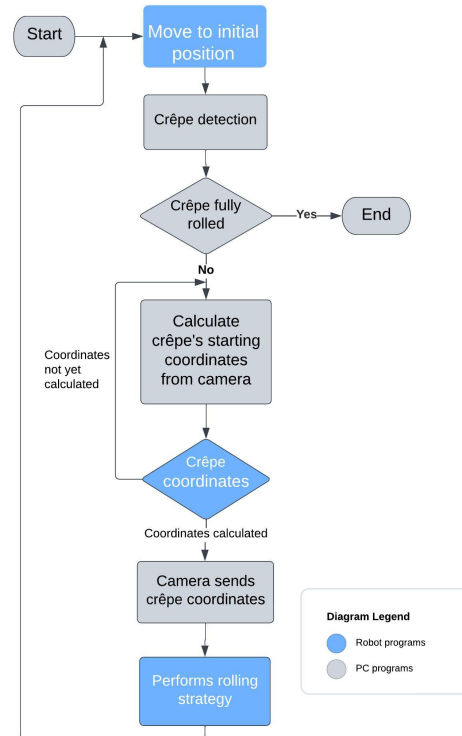 Start
Move to initial
position
Crêpe detection
Crêpe fully
rolled
Yes
End
No
Calculate
crêpe's starting
coordinates
from camera
Coordinates
not yet
calculated
Crêpe
coordinates
Coordinates calculated
Camera sends
crêpe coordinates
Performs rolling
strategy
Diagram Legend
Robot programs
PC programs